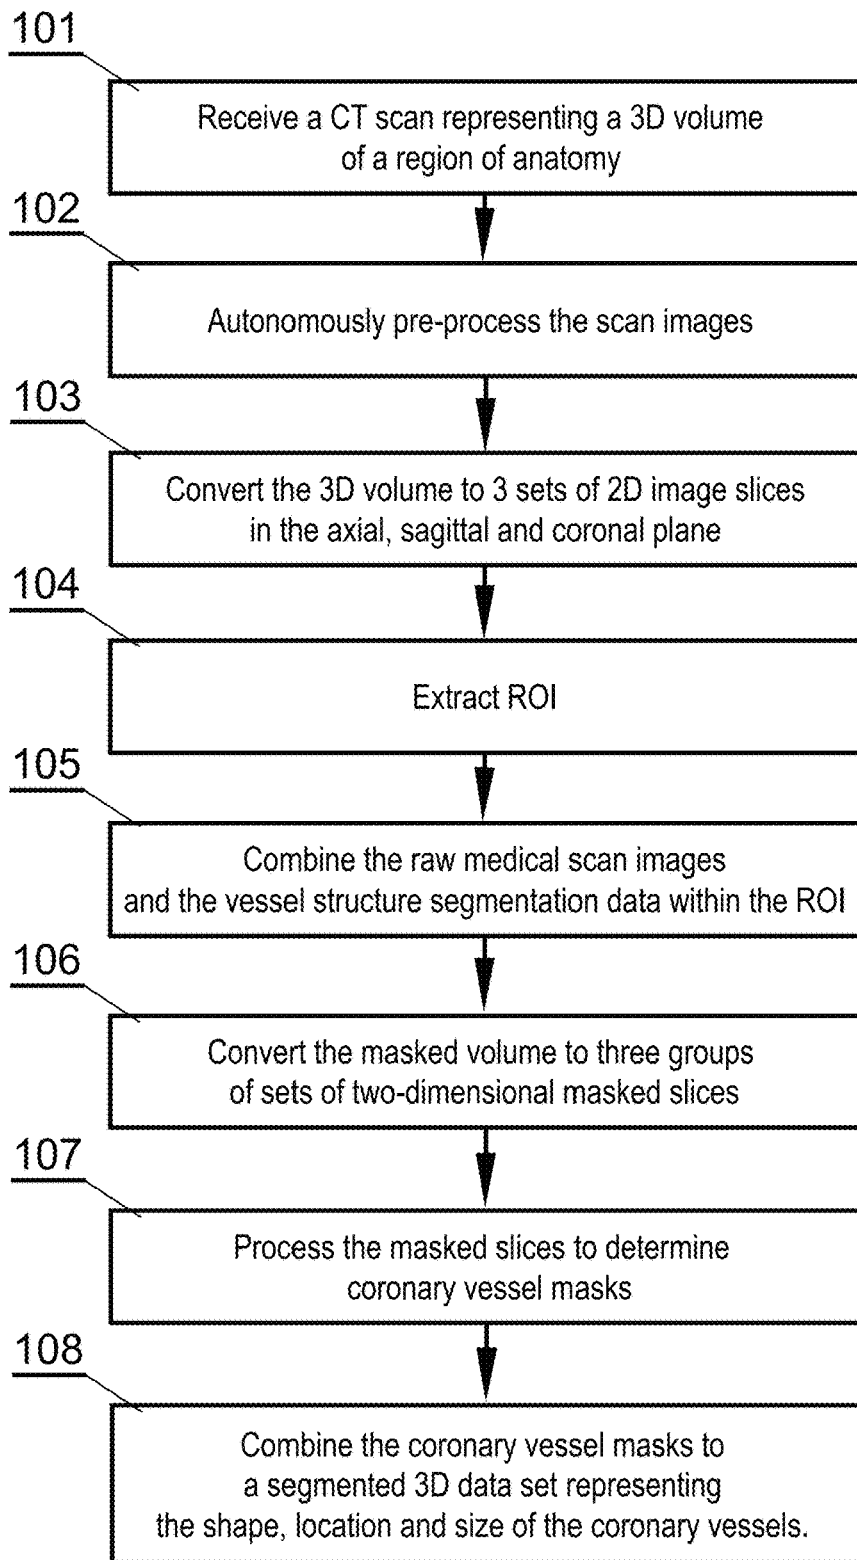 101
Receive a CT scan representing a 3D volume
of a region of anatomy
102
Autonomously pre-process the scan images
103
Convert the 3D volume to 3 sets of 2D image slices
in the axial, sagittal and coronal plane
104
Extract ROI
105
Combine the raw medical scan images
and the vessel structure segmentation data within the ROI
106
Convert the masked volume to three groups
of sets of two-dimensional masked slices
107
Process the masked slices to determine
coronary vessel masks
108
Combine the coronary vessel masks to
a segmented 3D data set representing
the shape, location and size of the coronary vessels.